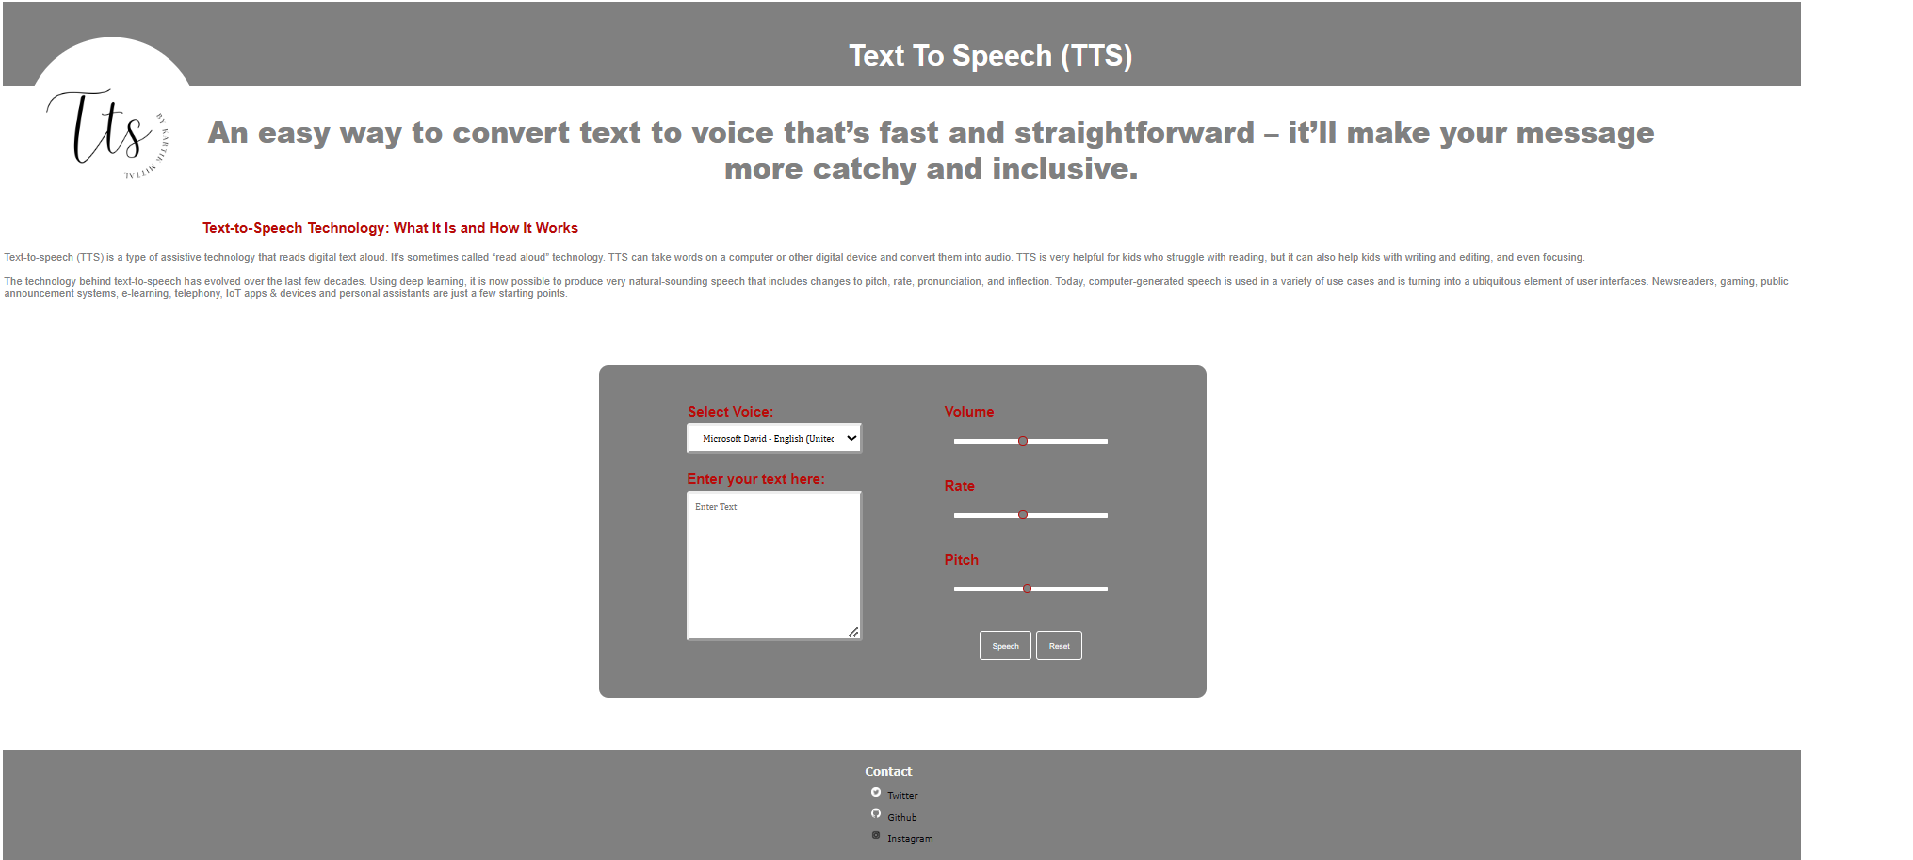 Text To Speech (TTS)
Tts
BY KARTIK MITTAL
An easy way to convert text to voice that’s fast and straightforward – it’ll make your message
more catchy and inclusive.
Text-to-Speech Technology: What It Is and How It Works
Text-to-speech (TTS) is a type of assistive technology that reads digital text aloud. It's sometimes called “read aloud” technology. TTS can take words on a computer or other digital device and convert them into audio. TTS is very helpful for kids who struggle with reading, but it can also help kids with writing and editing, and even focusing.
The technology behind text-to-speech has evolved over the last few decades. Using deep learning, it is now possible to produce very natural-sounding speech that includes changes to pitch, rate, pronunciation, and inflection. Today, computer-generated speech is used in a variety of use cases and is turning into a ubiquitous element of user interfaces. Newsreaders, gaming, public
announcement systems, e-learning, telephony, IoT apps & devices and personal assistants are just a few starting points.
Select Voice:
Microsoft David - English (United
Enter your text here:
Enter Text
Volume
Rate
Pitch
Speech Reset
Contact
Twitter
Github
Instagram